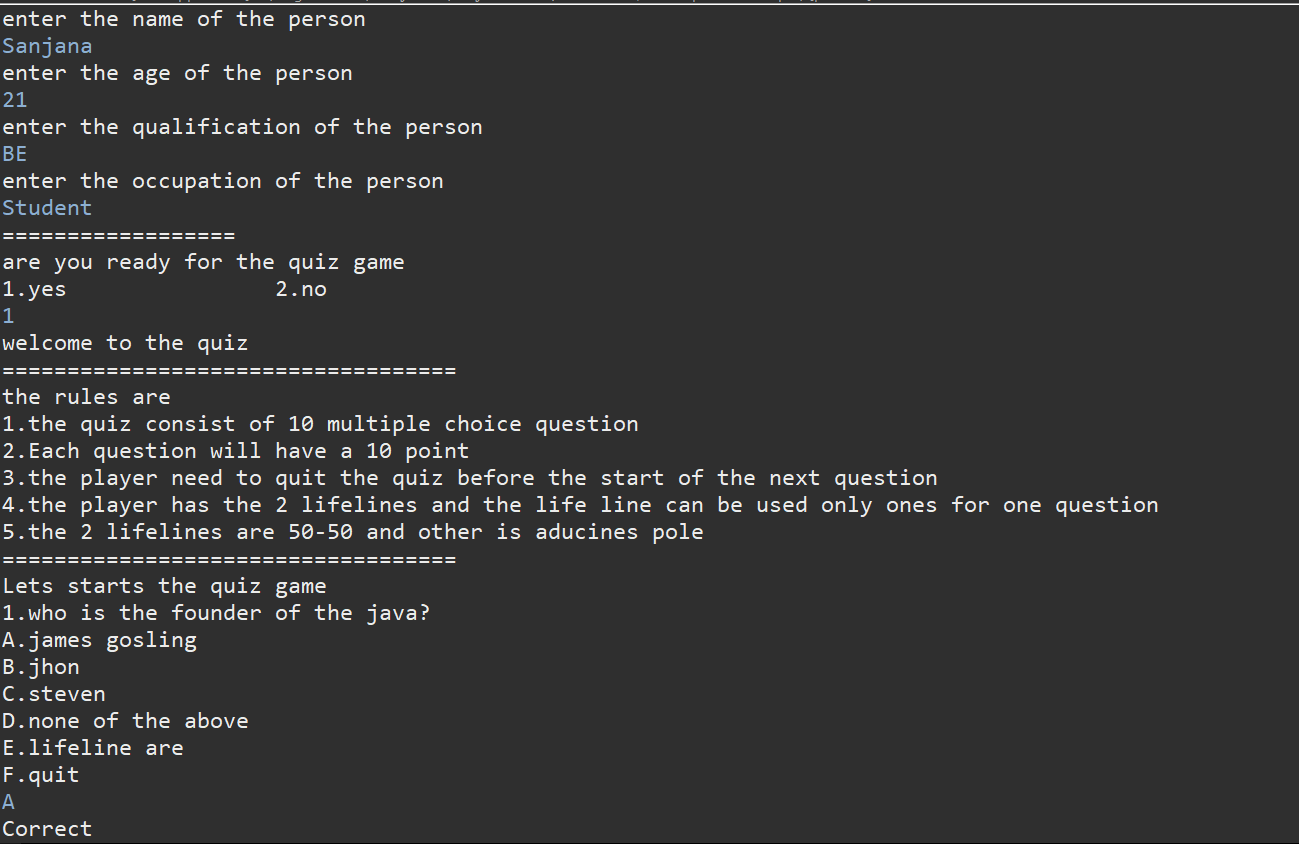 enter the name of the person
Sanjana
enter the age of the person
21
enter the qualification of the person
BE
enter the occupation of the person
Student
==================
are you ready for the quiz game
1.yes                2.no
1
welcome to the quiz
===================================
the rules are
1.the quiz consist of 10 multiple choice question
2.Each question will have a 10 point
3.the player need to quit the quiz before the start of the next question
4.the player has the 2 lifelines and the life line can be used only ones for one question
5.the 2 lifelines are 50-50 and other is aducines pole
===================================
Lets starts the quiz game
1.who is the founder of the java?
A.james gosling
B.jhon
C.steven
D.none of the above
E.lifeline are
F.quit
A
Correct